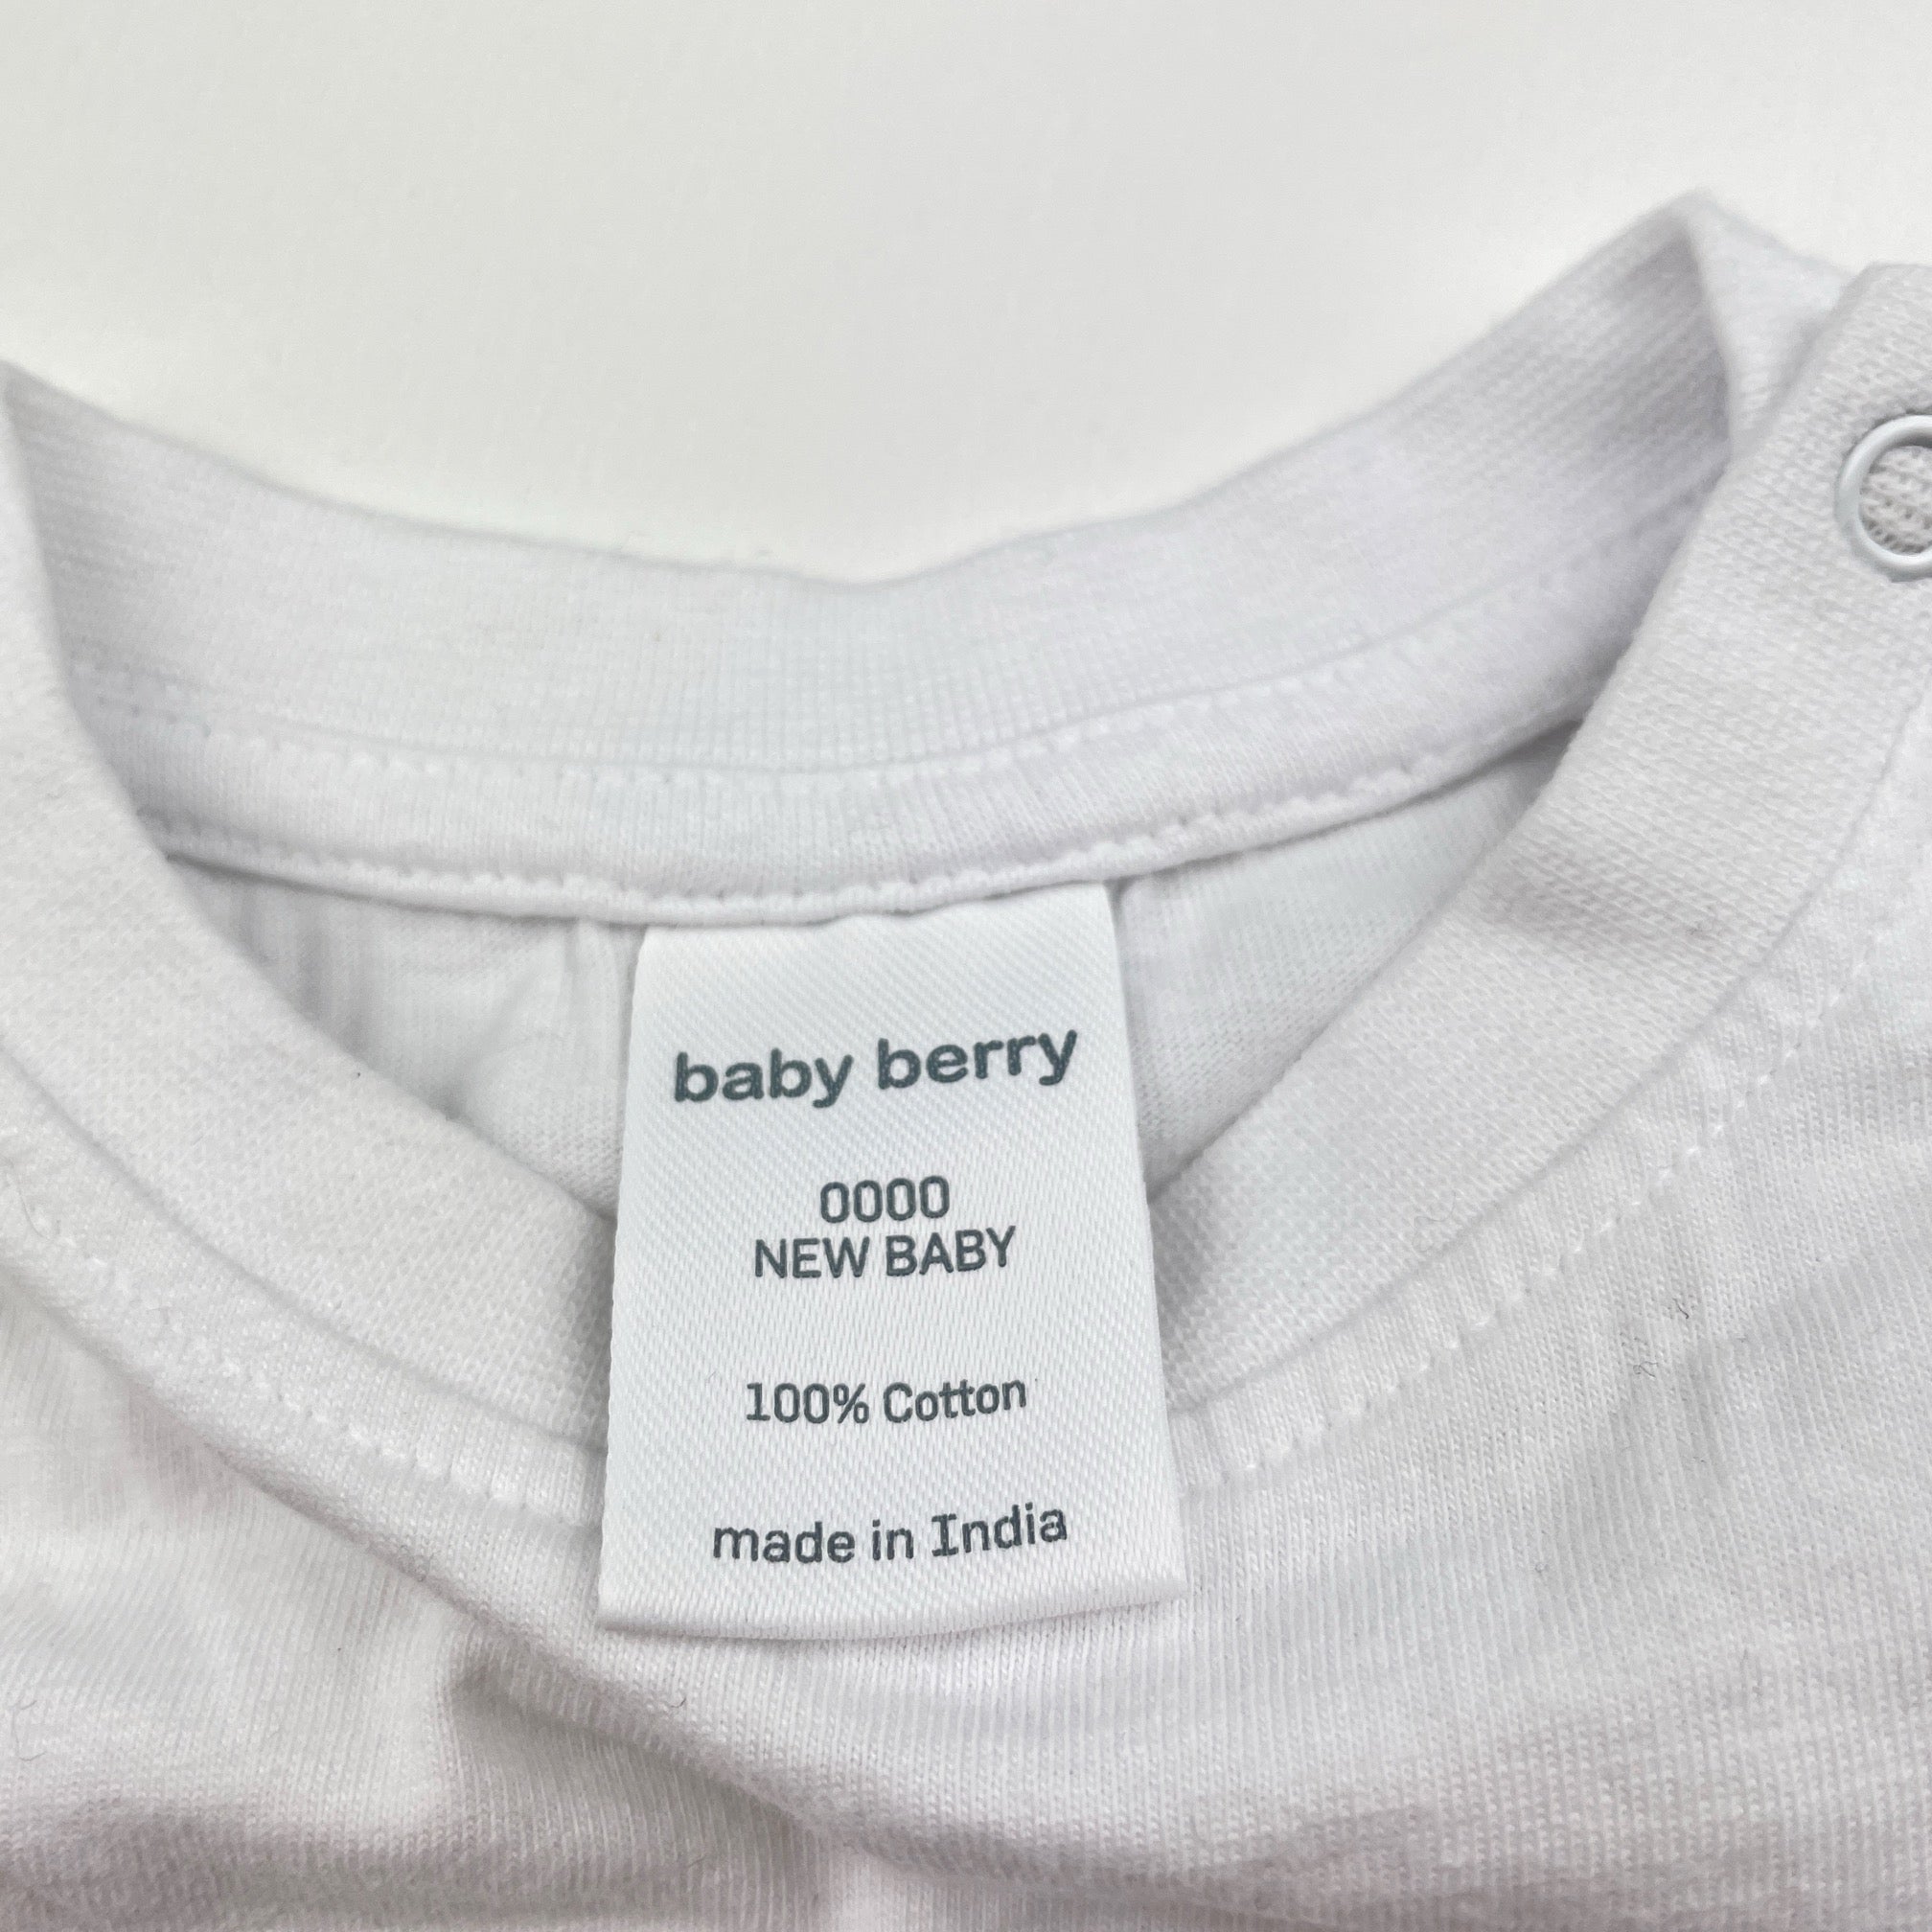 baby berry
0000
NEW BABY
100% Cotton
made in India